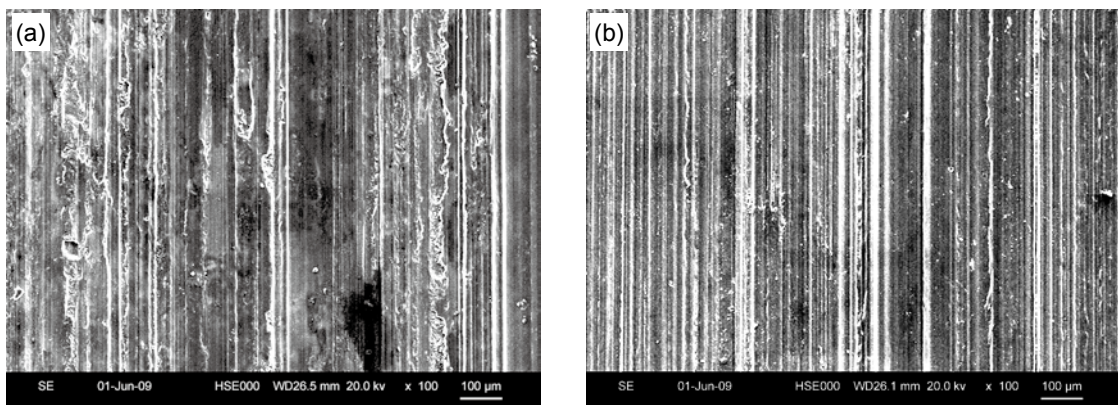 (a)
SE 01-Jun-09 HSE000 WD26.5 mm 20.0 kv x 100 100 µm
(b)
SE 01-Jun-09 HSE000 WD26.1 mm 20.0 kv x 100 100 µm